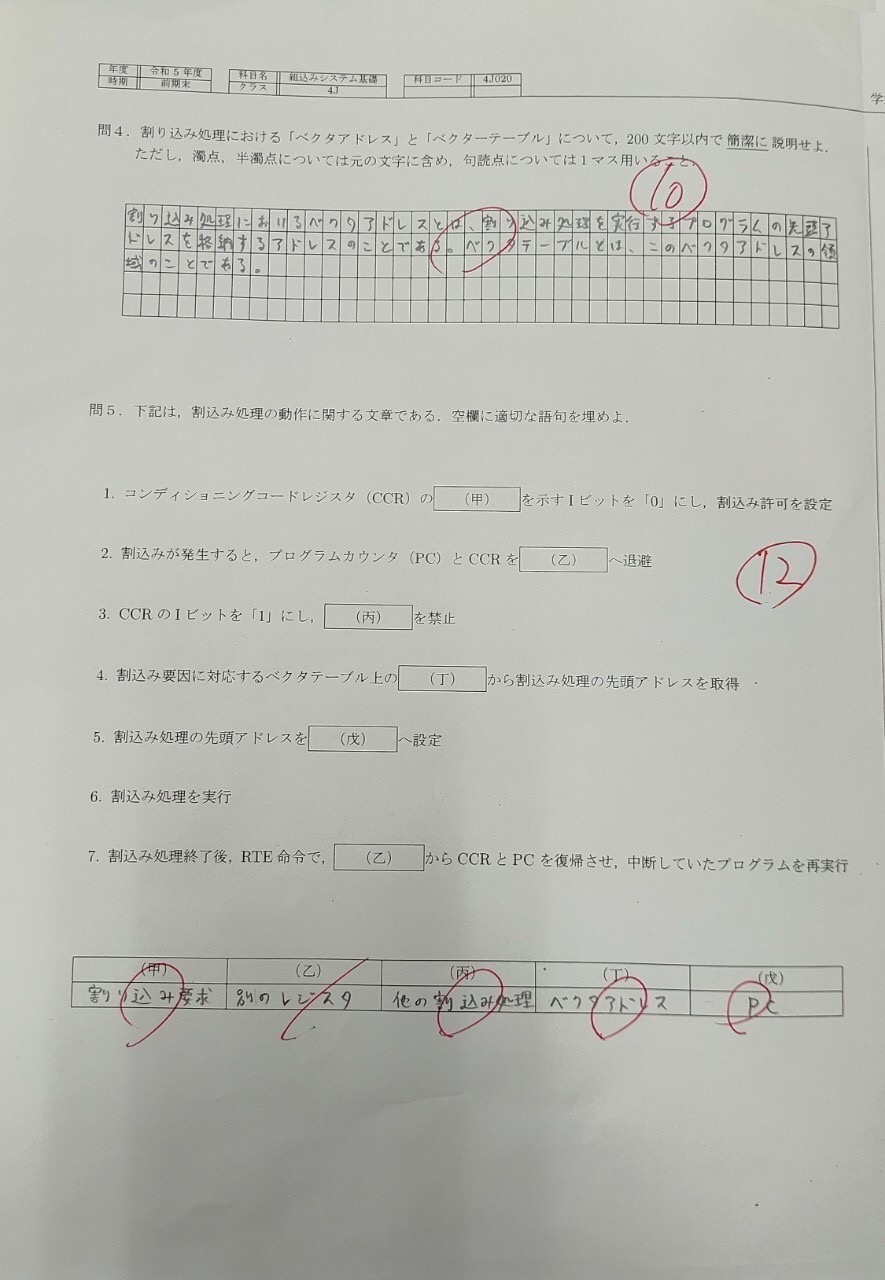 年度 令和5年度 科目名 組込みシステム基礎 科目コード 4J020
時期 前期末 クラス 4J
学
問4．割り込み処理における「ベクタアドレス」と「ベクターテーブル」について，200文字以内で簡潔に説明せよ．
ただし，濁点，半濁点については元の文字に含め，句読点については1マス用いること．
10
割り込み処理におけるベクタアドレスとは、割り込み処理を実行するプログラムの先頭ア
ドレスを格納するアドレスのことである。ベクタテーブルとは、このベクタアドレスの領
域のことである。
問5．下記は，割込み処理の動作に関する文章である．空欄に適切な語句を埋めよ．
1. コンディショニングコードレジスタ（CCR）の （甲） を示すIビットを「0」にし，割込み許可を設定
2. 割込みが発生すると，プログラムカウンタ（PC）とCCRを （乙） へ退避
12
3. CCRのIビットを「1」にし， （丙） を禁止
4. 割込み要因に対応するベクタテーブル上の （丁） から割込み処理の先頭アドレスを取得
5. 割込み処理の先頭アドレスを （戊） へ設定
6. 割込み処理を実行
7. 割込み処理終了後，RTE命令で， （乙） からCCRとPCを復帰させ，中断していたプログラムを再実行
（甲） （乙） （丙） （丁） （戊）
割り込み要求 別のレジスタ 他の割り込み処理 ベクタアドレス PC